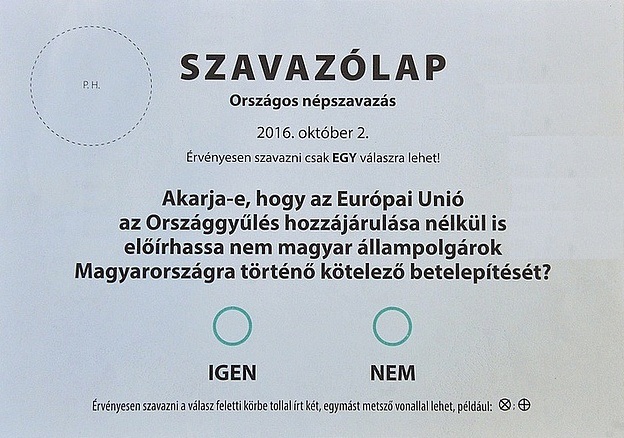 P. H.
SZAVAZÓLAP
Országos népszavazás
2016. október 2.
Érvényesen szavazni csak EGY válaszra lehet!
Akarja-e, hogy az Európai Unió
az Országgyűlés hozzájárulása nélkül is
előírhassa nem magyar állampolgárok
Magyarországra történő kötelező betelepítését?
IGEN NEM
Érvényesen szavazni a válasz feletti körbe tollal írt két, egymást metsző vonallal lehet, például: ⊗ ; ⊕